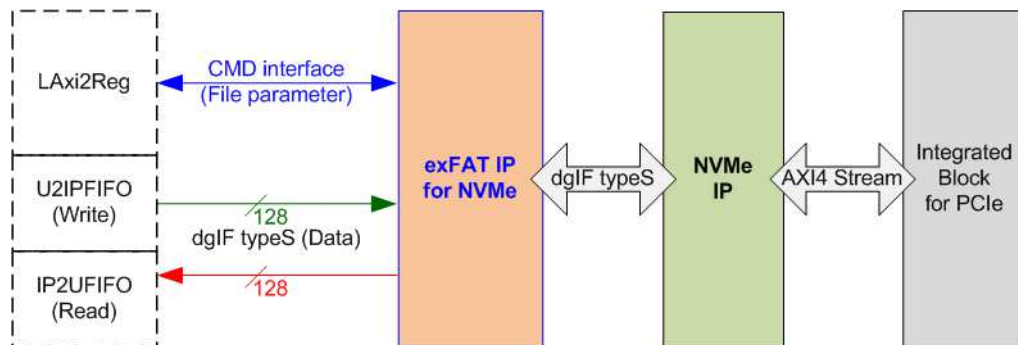 LAxi2Reg
CMD interface
(File parameter)
U2IPFIFO
(Write)
128
dgIF typeS (Data)
IP2UFIFO
(Read)
128
exFAT IP
for NVMe
dgIF typeS
NVMe
IP
AXI4 Stream
Integrated
Block
for PCIe